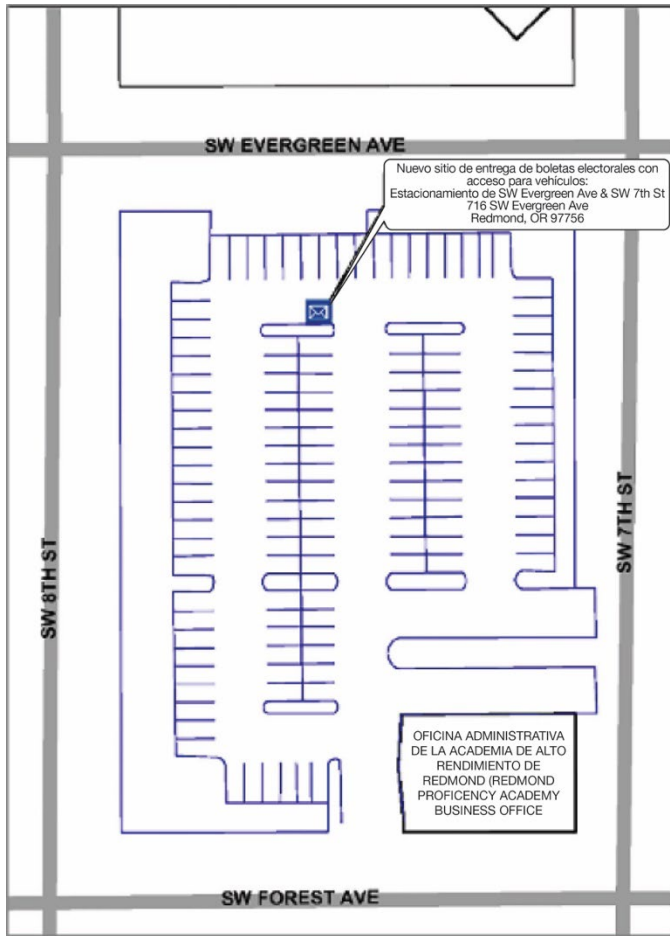 SW EVERGREEN AVE
Nuevo sitio de entrega de boletas electorales con
acceso para vehículos:
Estacionamiento de SW Evergreen Ave & SW 7th St
716 SW Evergreen Ave
Redmond, OR 97756
SW 8TH ST
SW 7TH ST
OFICINA ADMINISTRATIVA
DE LA ACADEMIA DE ALTO
RENDIMIENTO DE
REDMOND (REDMOND
PROFICENCY ACADEMY
BUSINESS OFFICE
SW FOREST AVE